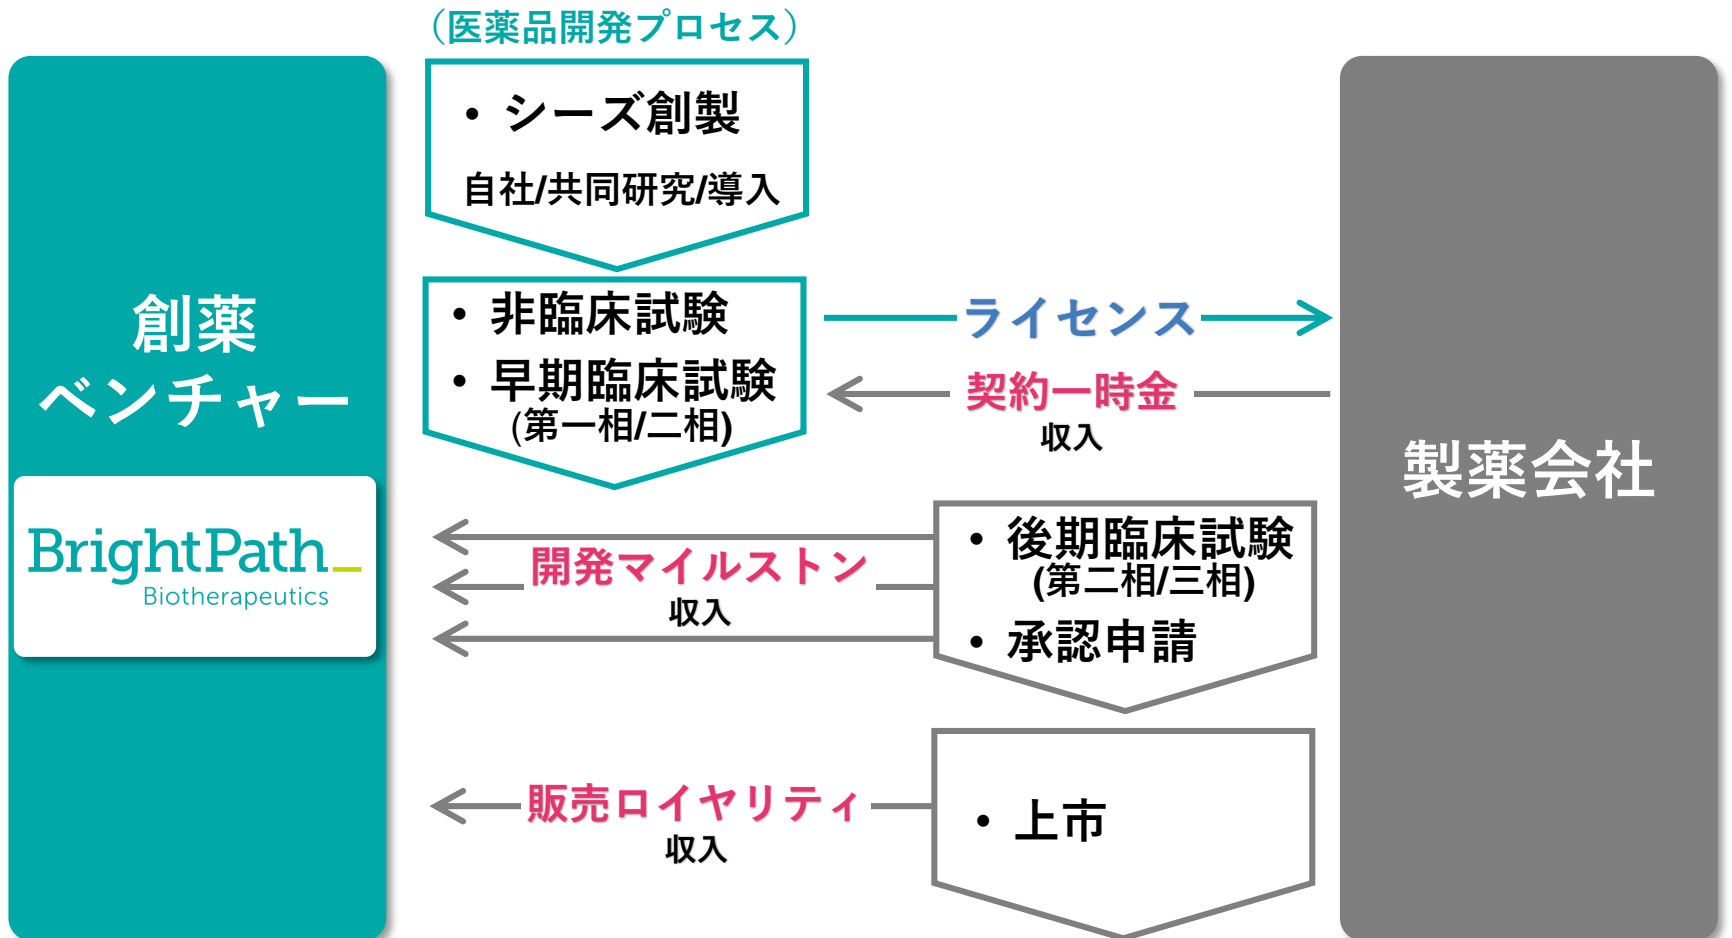 （医薬品開発プロセス）
創薬
ベンチャー
BrightPath
Biotherapeutics
• シーズ創製
自社/共同研究/導入
• 非臨床試験
• 早期臨床試験
(第一相/二相)
ライセンス
契約一時金
収入
製薬会社
開発マイルストン
収入
• 後期臨床試験
(第二相/三相)
• 承認申請
販売ロイヤリティ
収入
• 上市